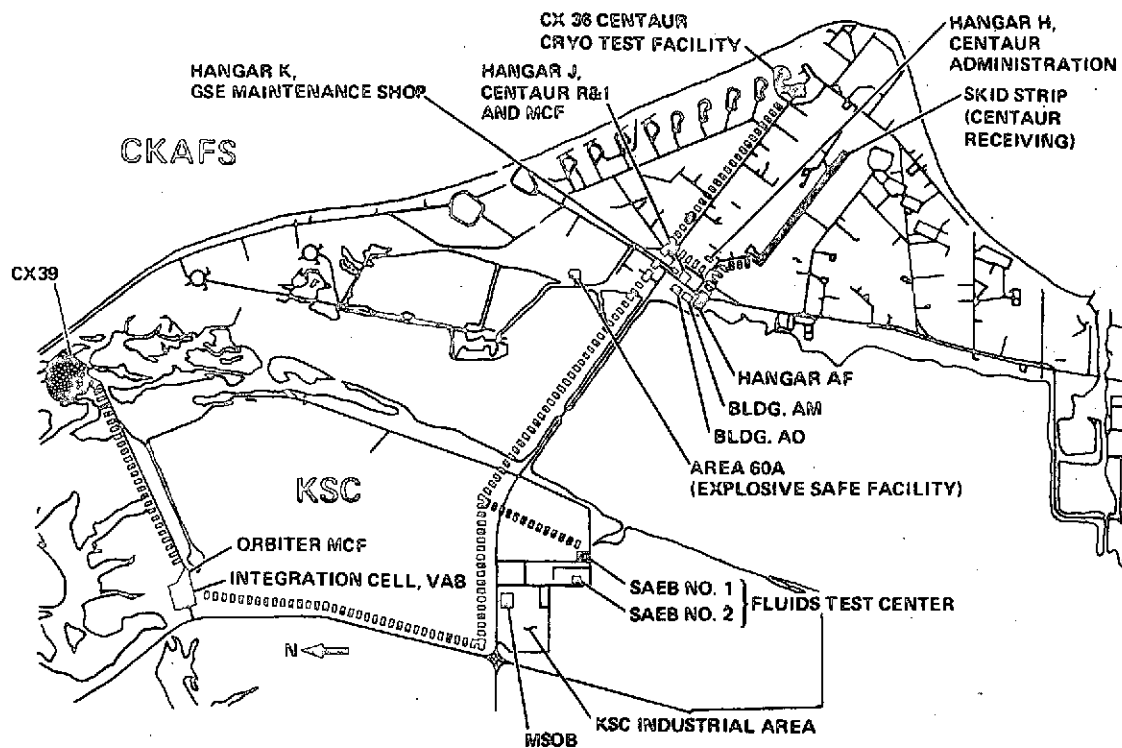 CX 36 CENTAUR
CRYO TEST FACILITY
HANGAR H,
CENTAUR
ADMINISTRATION
HANGAR K,
GSE MAINTENANCE SHOP
HANGAR J,
CENTAUR R&I
AND MCF
SKID STRIP
(CENTAUR
RECEIVING)
CKAFS
CX39
HANGAR AF
BLDG. AM
BLDG. AO
AREA 60A
(EXPLOSIVE SAFE FACILITY)
KSC
ORBITER MCF
INTEGRATION CELL, VAB
SAEB NO. 1
SAEB NO. 2
FLUIDS TEST CENTER
N
KSC INDUSTRIAL AREA
MSOB